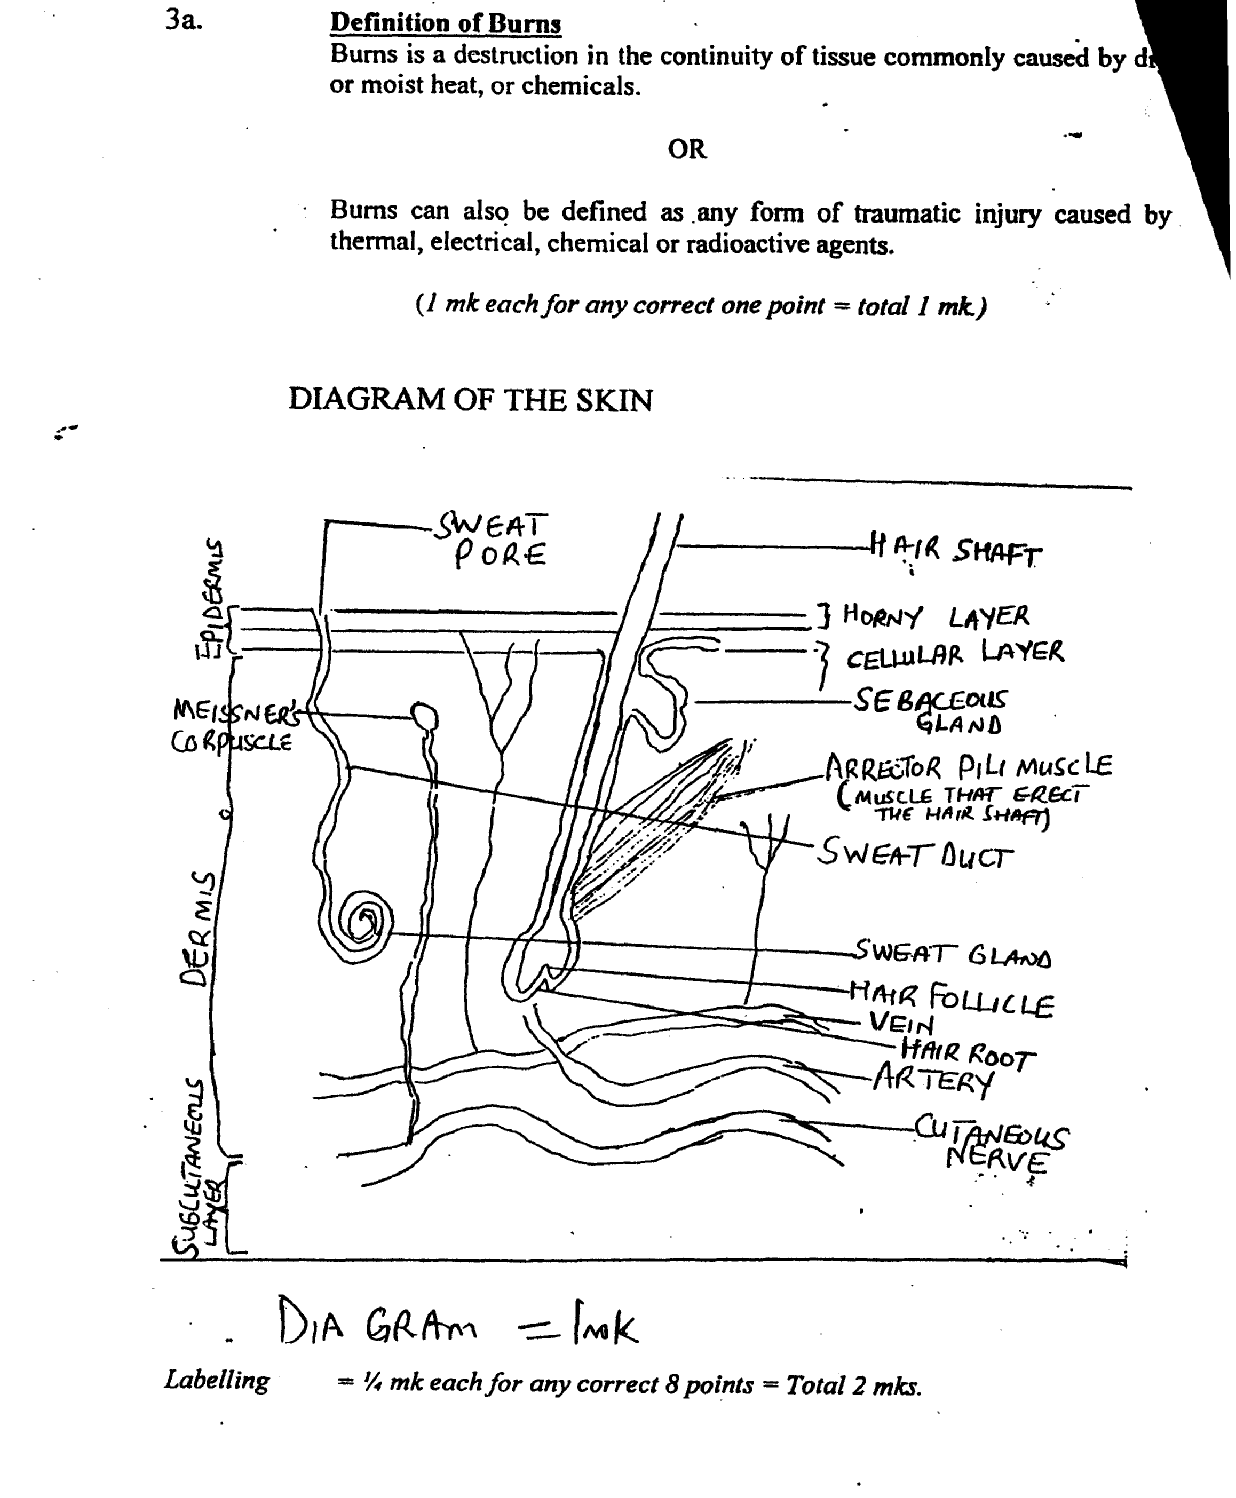 3a. Definition of Burns
Burns is a destruction in the continuity of tissue commonly caused by
or moist heat, or chemicals.
OR
Burns can also be defined as any form of traumatic injury caused by
thermal, electrical, chemical or radioactive agents.
(1 mk each for any correct one point = total 1 mk.)
DIAGRAM OF THE SKIN
SWEAT
PORE
HAIR SHAFT
EPIDERMIS
HORNY LAYER
CELLULAR LAYER
SEBACEOUS
GLAND
MEISSNER'S
CORPUSCLE
ARRECTOR PILI MUSCLE
(MUSCLE THAT ERECT
THE HAIR SHAFT)
SWEAT DUCT
DERMIS
SWEAT GLAND
HAIR FOLLICLE
VEIN
HAIR ROOT
ARTERY
CUTANEOUS
NERVE
SUBCUTANEOUS
LAYER
DIAGRAM = 1mk
Labelling = ¼ mk each for any correct 8 points = Total 2 mks.